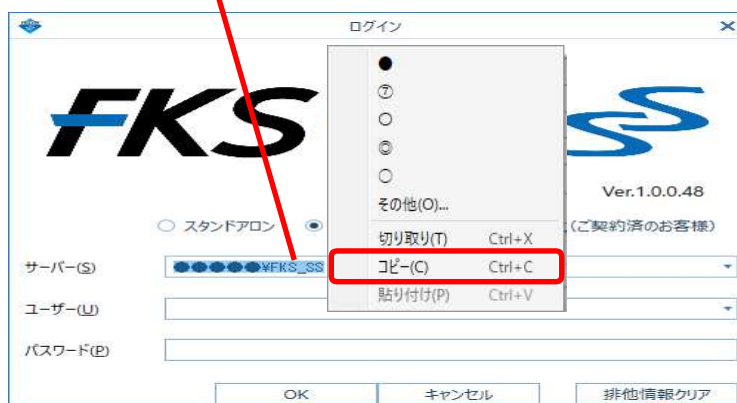 ログイン
FKS SS
●
⑦
○
◎
○
その他(O)...
切り取り(T) Ctrl+X
コピー(C) Ctrl+C
貼り付け(P) Ctrl+V
Ver.1.0.0.48
スタンドアロン
(ご契約済のお客様)
サーバー(S) ●●●●●¥FKS_SS
ユーザー(U)
パスワード(P)
OK キャンセル 排他情報クリア